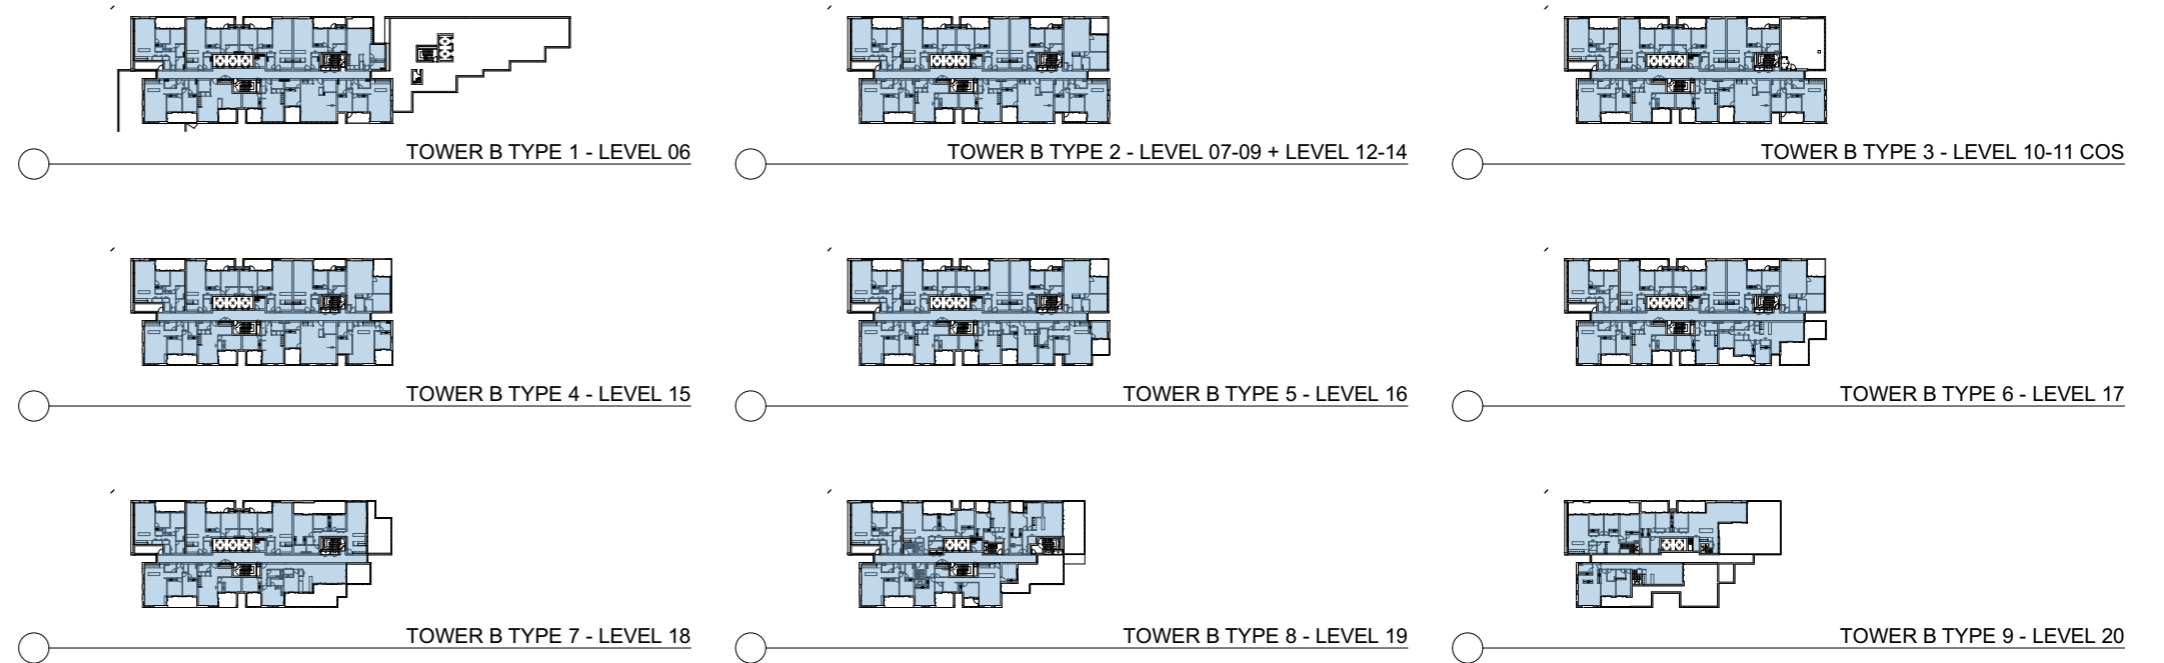 TOWER B TYPE 1 - LEVEL 06
TOWER B TYPE 2 - LEVEL 07-09 + LEVEL 12-14
TOWER B TYPE 3 - LEVEL 10-11 COS
TOWER B TYPE 4 - LEVEL 15
TOWER B TYPE 5 - LEVEL 16
TOWER B TYPE 6 - LEVEL 17
TOWER B TYPE 7 - LEVEL 18
TOWER B TYPE 8 - LEVEL 19
TOWER B TYPE 9 - LEVEL 20